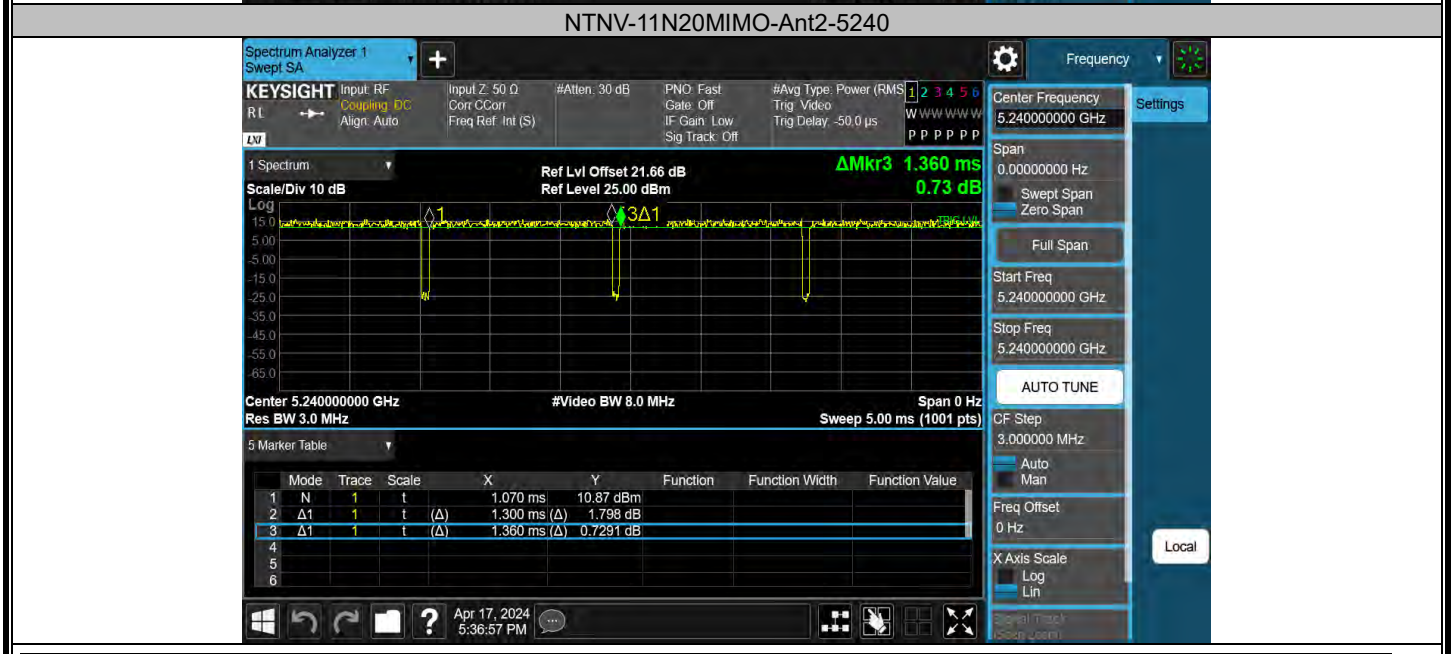 NTNV-11N20MIMO-Ant2-5240
Spectrum Analyzer 1
Swept SA
+
Frequency
KEYSIGHT
RL
LXI
Input: RF
Coupling: DC
Align: Auto
Input Z: 50 Ω
Corr CCorr
Freq Ref: Int (S)
#Atten: 30 dB
PNO: Fast
Gate: Off
IF Gain: Low
Sig Track: Off
#Avg Type: Power (RMS
Trig: Video
Trig Delay: -50.0 µs
1 2 3 4 5 6
W W W W W W
P P P P P P
1 Spectrum
Scale/Div 10 dB
Ref Lvl Offset 21.66 dB
Ref Level 25.00 dBm
ΔMkr3 1.360 ms
0.73 dB
Log
15.0
5.00
-5.00
-15.0
-25.0
-35.0
-45.0
-55.0
-65.0
1
3Δ1
TRIG LVL
Center 5.240000000 GHz
#Video BW 8.0 MHz
Span 0 Hz
Res BW 3.0 MHz
Sweep 5.00 ms (1001 pts)
5 Marker Table
Mode Trace Scale X Y Function Function Width Function Value
1 N 1 t 1.070 ms 10.87 dBm
2 Δ1 1 t (Δ) 1.300 ms (Δ) 1.798 dB
3 Δ1 1 t (Δ) 1.360 ms (Δ) 0.7291 dB
4
5
6
?
Apr 17, 2024
5:36:57 PM
Center Frequency
5.240000000 GHz
Settings
Span
0.00000000 Hz
Swept Span
Zero Span
Full Span
Start Freq
5.240000000 GHz
Stop Freq
5.240000000 GHz
AUTO TUNE
CF Step
3.000000 MHz
Auto
Man
Freq Offset
0 Hz
X Axis Scale
Log
Lin
Signal Track
(Span Zoom)
Local